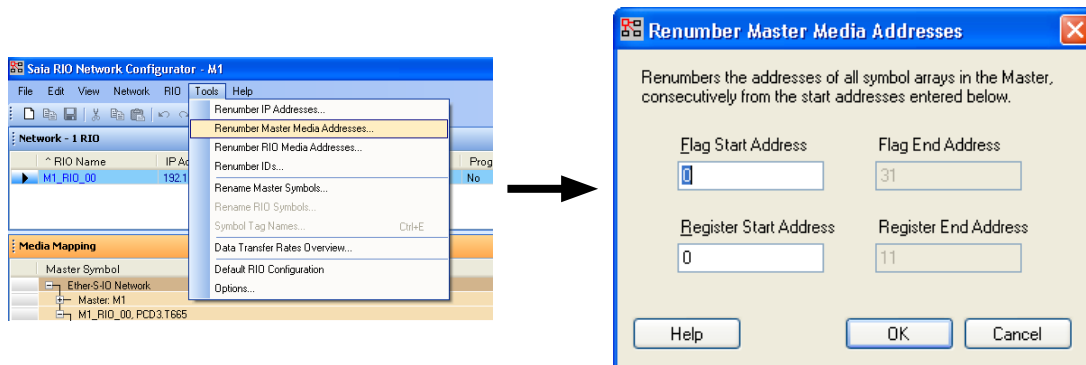 Saia RIO Network Configurator - M1
File Edit View Network RIO Tools Help
Network - 1 RIO
^ RIO Name
M1_RIO_00 192.1 No
Renumber IP Addresses...
Renumber Master Media Addresses...
Renumber RIO Media Addresses...
Renumber IDs...
Rename Master Symbols...
Rename RIO Symbols...
Symbol Tag Names... Ctrl+E
Data Transfer Rates Overview...
Default RIO Configuration
Options...
Media Mapping
Master Symbol
Ether-S-IO Network
Master: M1
M1_RIO_00, PCD3.T665
Renumber Master Media Addresses
Renumbers the addresses of all symbol arrays in the Master,
consecutively from the start addresses entered below.
Flag Start Address Flag End Address
0 31
Register Start Address Register End Address
0 11
Help OK Cancel